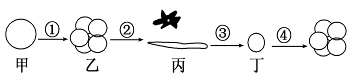 ① ② ③ ④
甲 乙 丙 丁